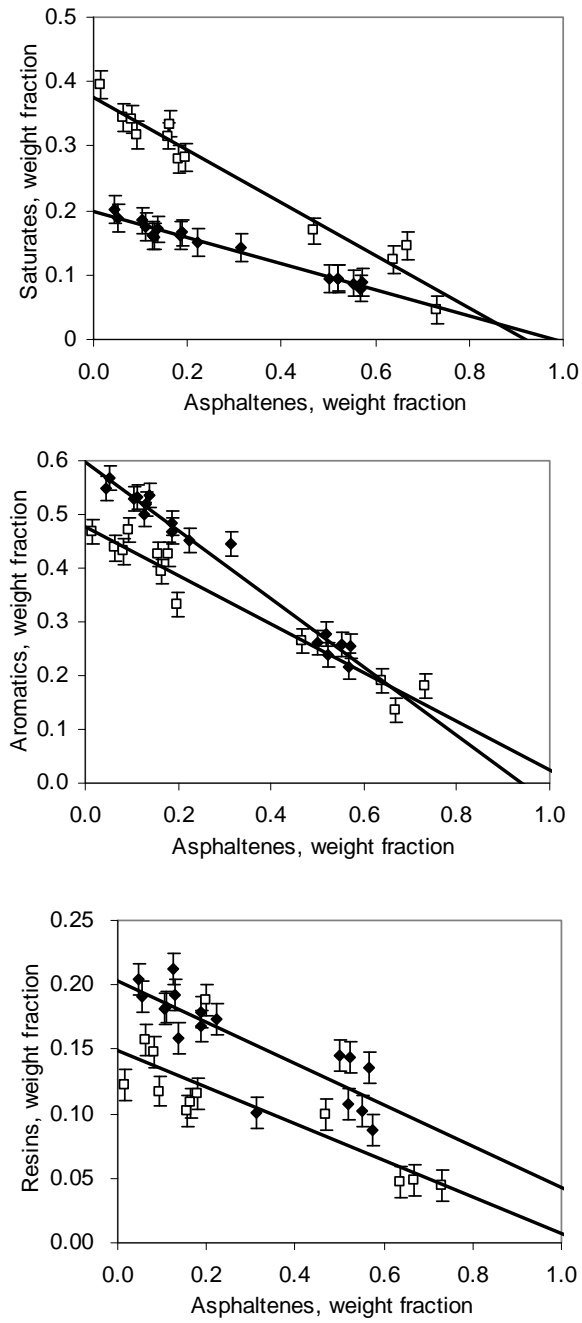 0.5
0.4
0.3
0.2
0.1
0
Saturates, weight fraction
0.0 0.2 0.4 0.6 0.8 1.0
Asphaltenes, weight fraction
0.6
0.5
0.4
0.3
0.2
0.1
0.0
Aromatics, weight fraction
0.0 0.2 0.4 0.6 0.8 1.0
Asphaltenes, weight fraction
0.25
0.20
0.15
0.10
0.05
0.00
Resins, weight fraction
0.0 0.2 0.4 0.6 0.8 1.0
Asphaltenes, weight fraction